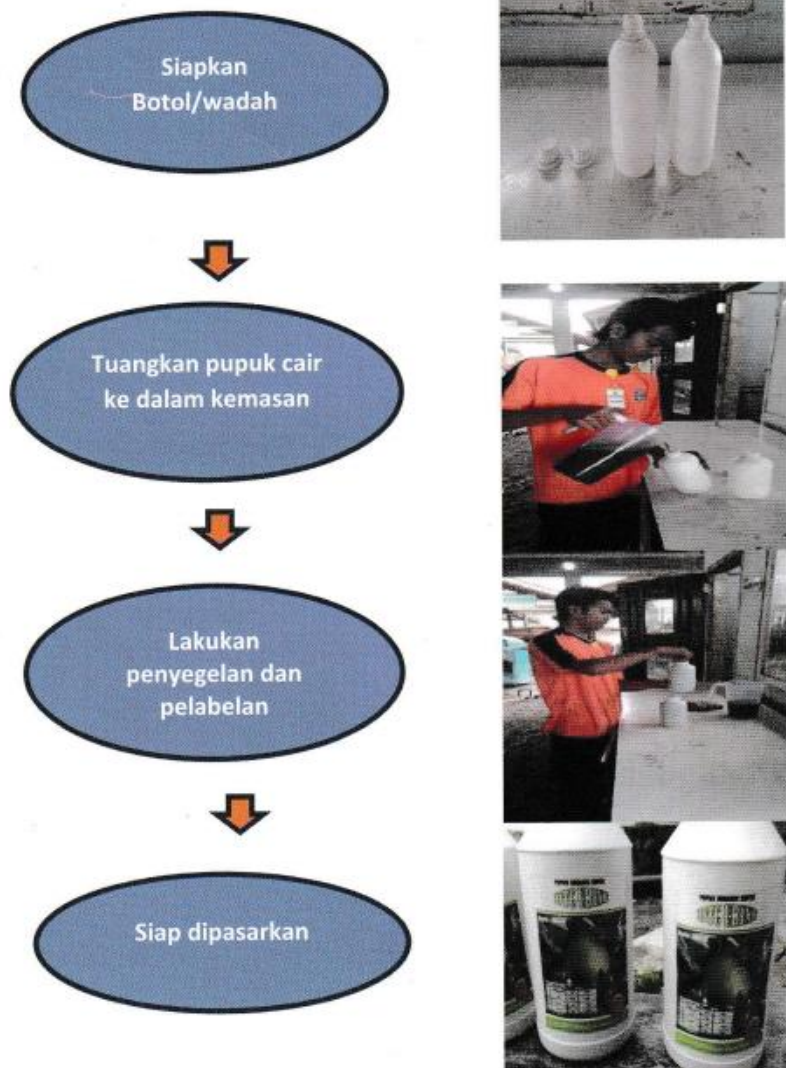 Siapkan
Botol/wadah
Tuangkan pupuk cair
ke dalam kemasan
Lakukan
penyegelan dan
pelabelan
Siap dipasarkan